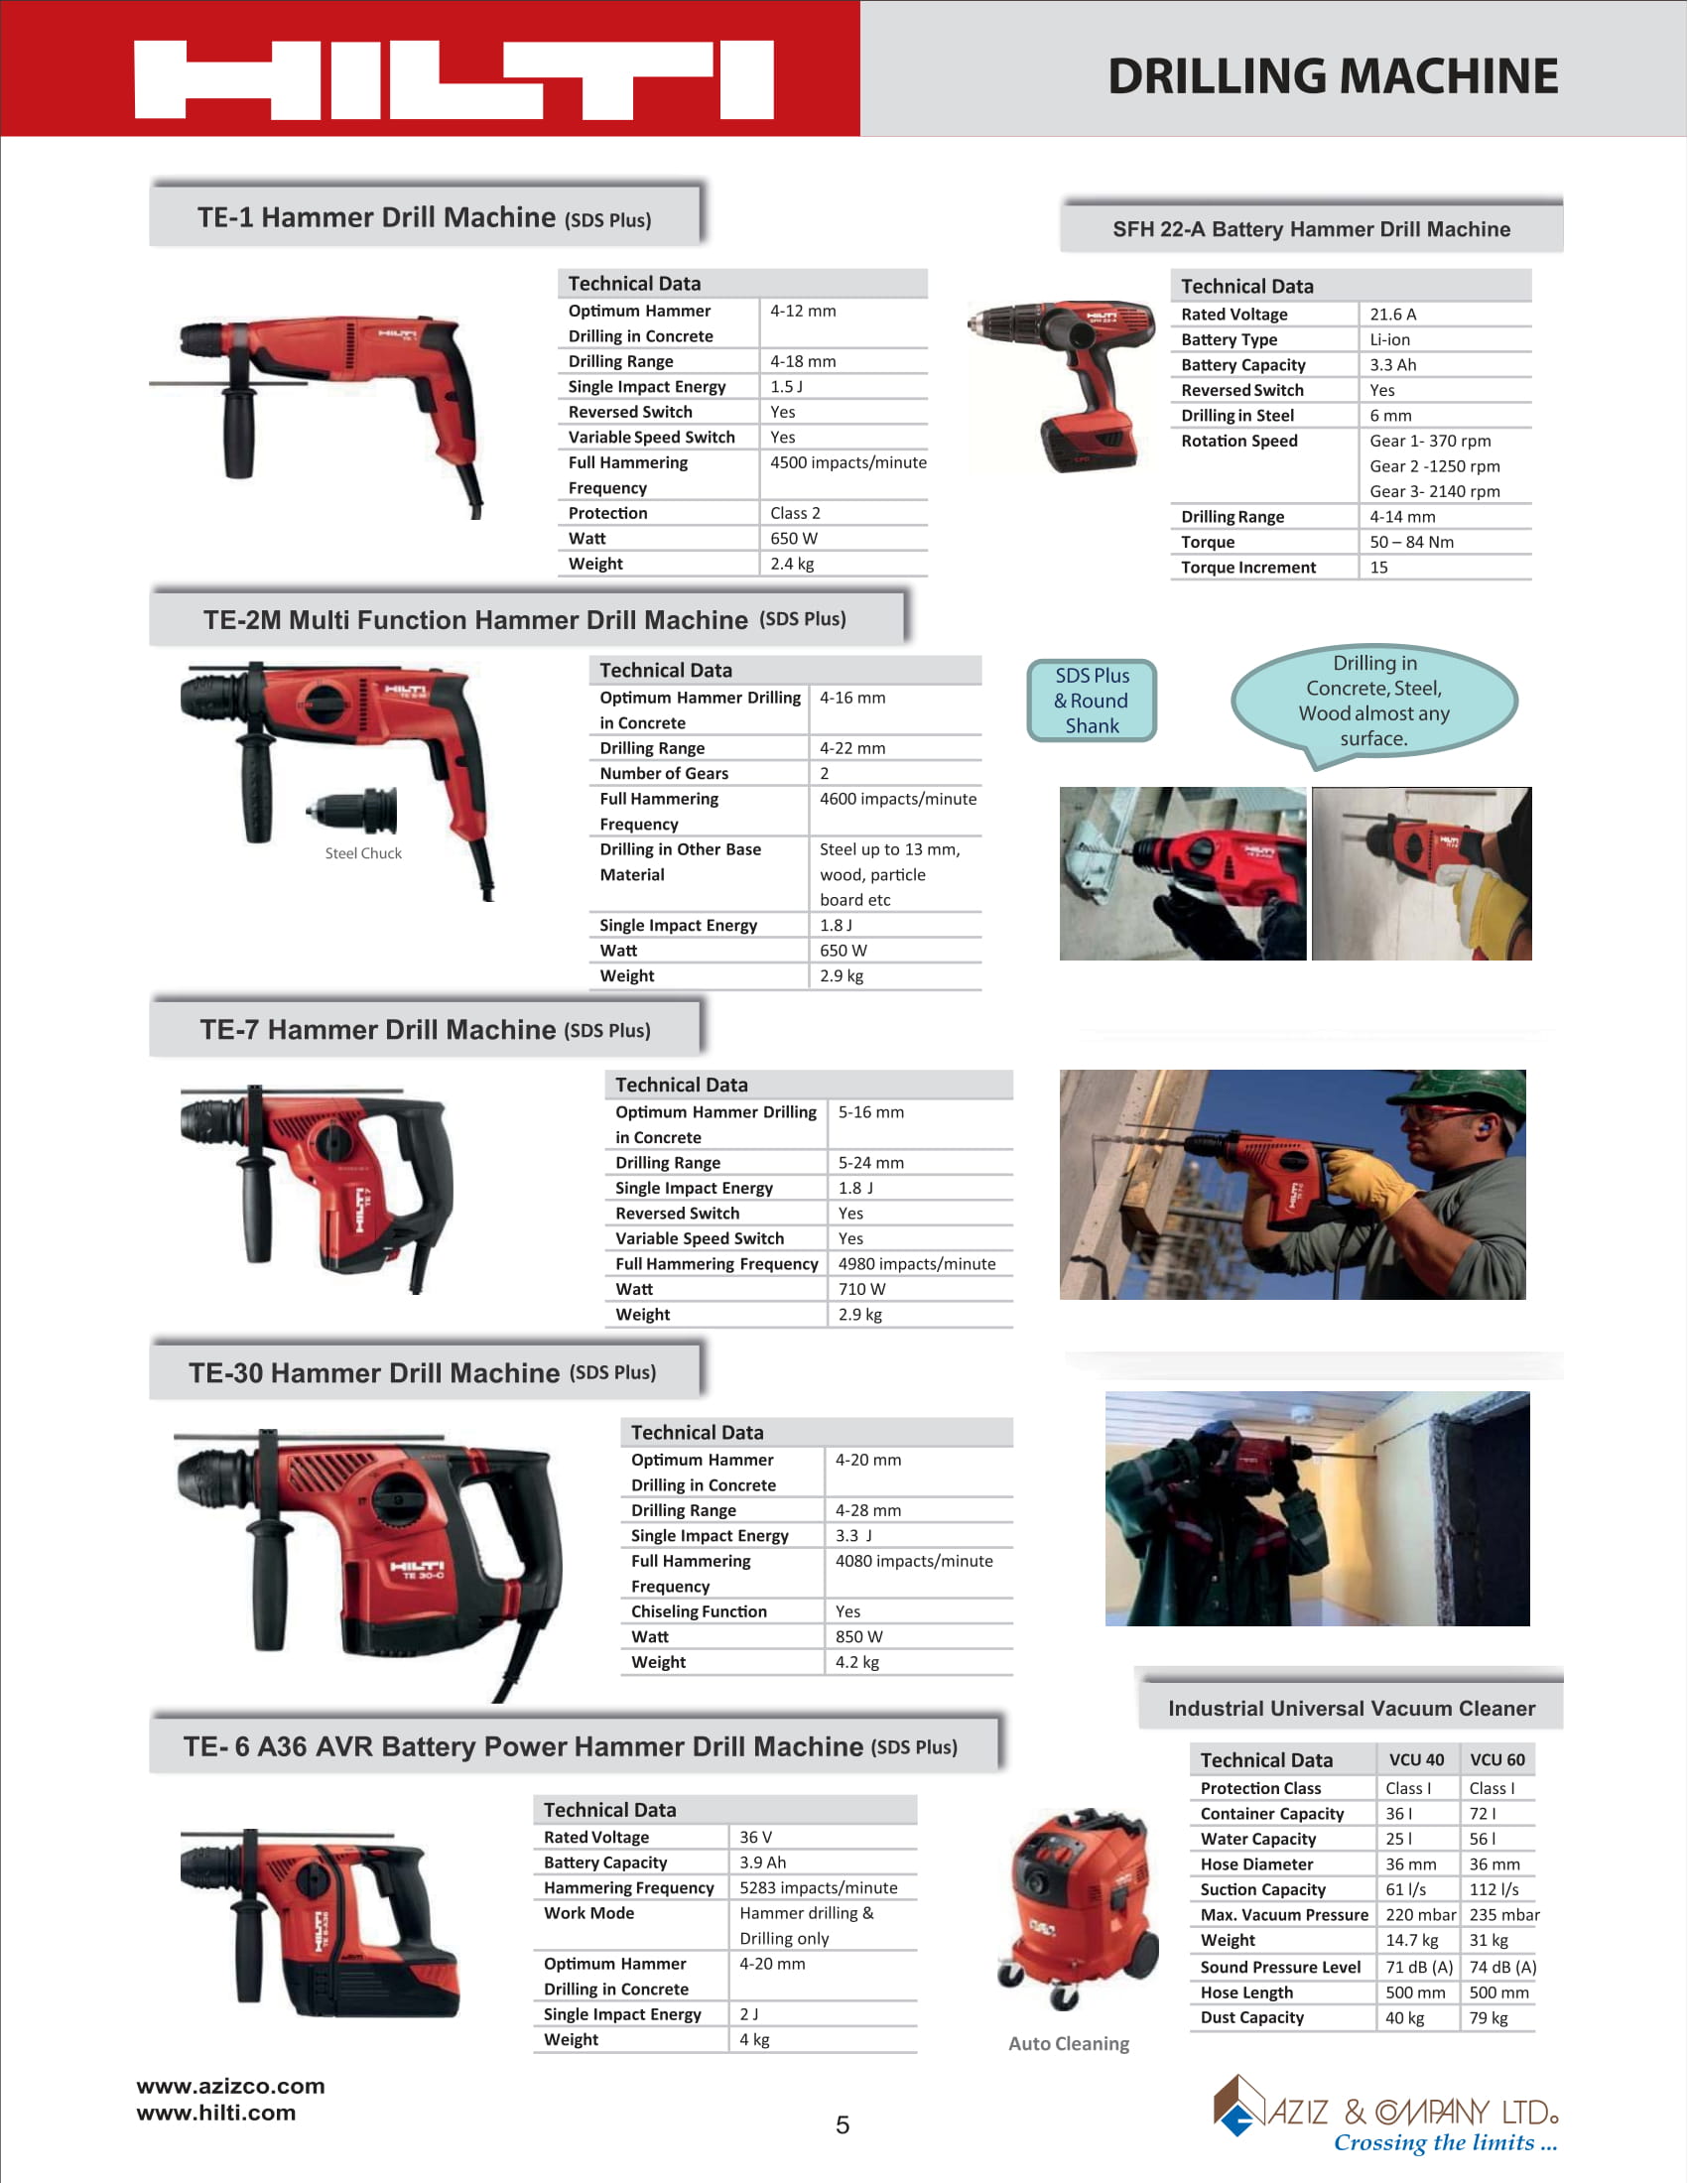 HILTI
DRILLING MACHINE
TE-1 Hammer Drill Machine (SDS Plus)
Technical Data
Optimum Hammer Drilling in Concrete 4-12 mm
Drilling Range 4-18 mm
Single Impact Energy 1.5 J
Reversed Switch Yes
Variable Speed Switch Yes
Full Hammering Frequency 4500 impacts/minute
Protection Class 2
Watt 650 W
Weight 2.4 kg
SFH 22-A Battery Hammer Drill Machine
Technical Data
Rated Voltage 21.6 A
Battery Type Li-ion
Battery Capacity 3.3 Ah
Reversed Switch Yes
Drilling in Steel 6 mm
Rotation Speed Gear 1- 370 rpm
Gear 2 -1250 rpm
Gear 3- 2140 rpm
Drilling Range 4-14 mm
Torque 50 – 84 Nm
Torque Increment 15
TE-2M Multi Function Hammer Drill Machine (SDS Plus)
HILTI
Steel Chuck
Technical Data
Optimum Hammer Drilling in Concrete 4-16 mm
Drilling Range 4-22 mm
Number of Gears 2
Full Hammering Frequency 4600 impacts/minute
Drilling in Other Base Material Steel up to 13 mm, wood, particle board etc
Single Impact Energy 1.8 J
Watt 650 W
Weight 2.9 kg
SDS Plus
& Round
Shank
Drilling in
Concrete, Steel,
Wood almost any
surface.
TE-7 Hammer Drill Machine (SDS Plus)
HILTI
TE 7
Technical Data
Optimum Hammer Drilling in Concrete 5-16 mm
Drilling Range 5-24 mm
Single Impact Energy 1.8 J
Reversed Switch Yes
Variable Speed Switch Yes
Full Hammering Frequency 4980 impacts/minute
Watt 710 W
Weight 2.9 kg
TE-30 Hammer Drill Machine (SDS Plus)
HILTI
TE 30-C
Technical Data
Optimum Hammer Drilling in Concrete 4-20 mm
Drilling Range 4-28 mm
Single Impact Energy 3.3 J
Full Hammering Frequency 4080 impacts/minute
Chiseling Function Yes
Watt 850 W
Weight 4.2 kg
TE- 6 A36 AVR Battery Power Hammer Drill Machine (SDS Plus)
HILTI
TE 6-A36
Technical Data
Rated Voltage 36 V
Battery Capacity 3.9 Ah
Hammering Frequency 5283 impacts/minute
Work Mode Hammer drilling & Drilling only
Optimum Hammer Drilling in Concrete 4-20 mm
Single Impact Energy 2 J
Weight 4 kg
Auto Cleaning
Industrial Universal Vacuum Cleaner
Technical Data VCU 40 VCU 60
Protection Class Class I Class I
Container Capacity 36 l 72 l
Water Capacity 25 l 56 l
Hose Diameter 36 mm 36 mm
Suction Capacity 61 l/s 112 l/s
Max. Vacuum Pressure 220 mbar 235 mbar
Weight 14.7 kg 31 kg
Sound Pressure Level 71 dB (A) 74 dB (A)
Hose Length 500 mm 500 mm
Dust Capacity 40 kg 79 kg
www.azizco.com
www.hilti.com
5
AZIZ & COMPANY LTD.
Crossing the limits ...